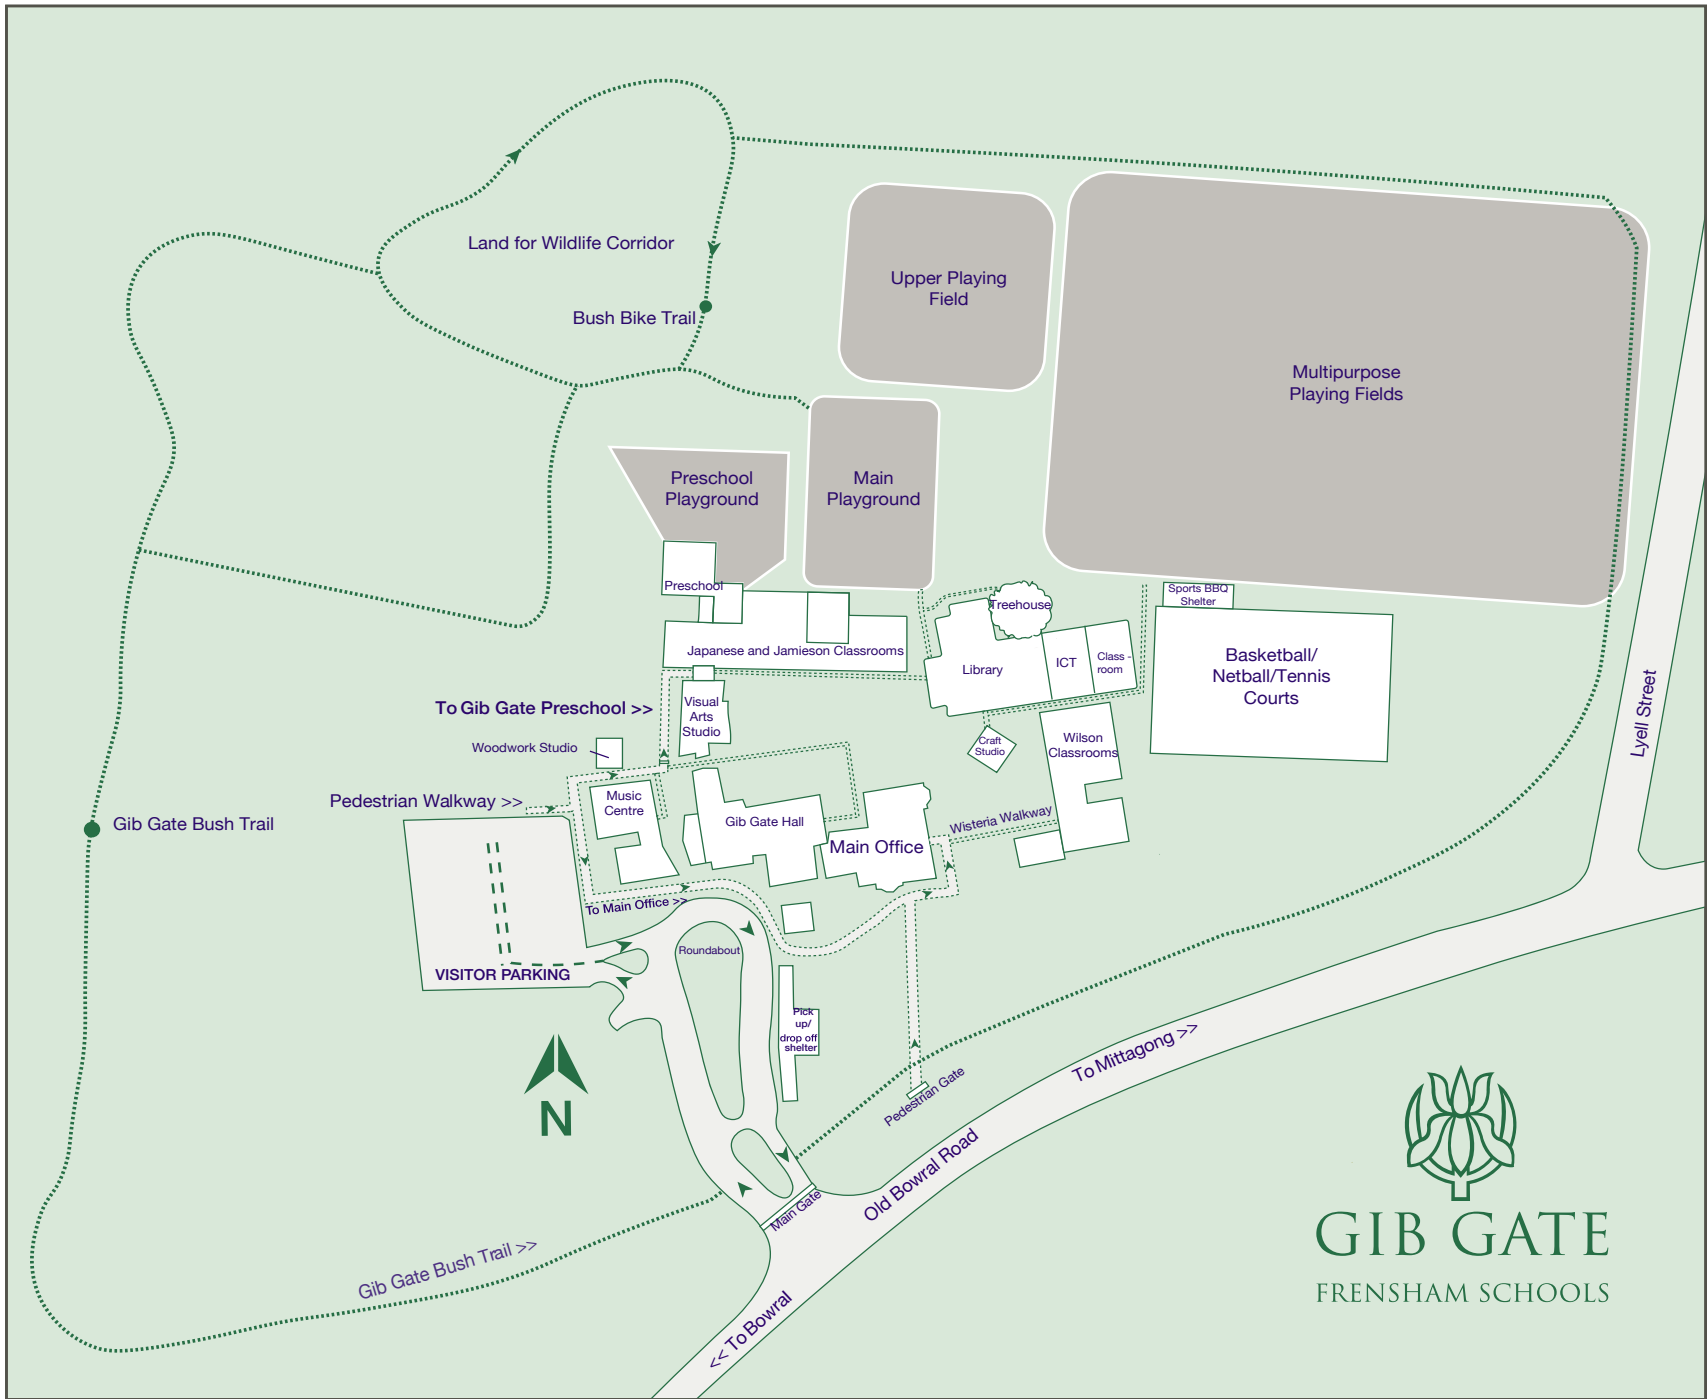 Land for Wildlife Corridor
Bush Bike Trail
Upper Playing
Field
Multipurpose
Playing Fields
Preschool
Playground
Main
Playground
Preschool
Treehouse
Sports BBQ
Shelter
Japanese and Jamieson Classrooms
Library
ICT
Class -
room
Basketball/
Netball/Tennis
Courts
Lyell Street
To Gib Gate Preschool >>
Visual
Arts
Studio
Woodwork Studio
Craft
Studio
Wilson
Classrooms
Pedestrian Walkway >>
Music
Centre
Gib Gate Hall
Main Office
Wisteria Walkway
Gib Gate Bush Trail
To Main Office >>
Roundabout
VISITOR PARKING
Pick
up/
drop off
shelter
N
Pedestrian Gate
To Mittagong >>
Old Bowral Road
Main Gate
Gib Gate Bush Trail >>
<< To Bowral
GIB GATE
FRENSHAM SCHOOLS